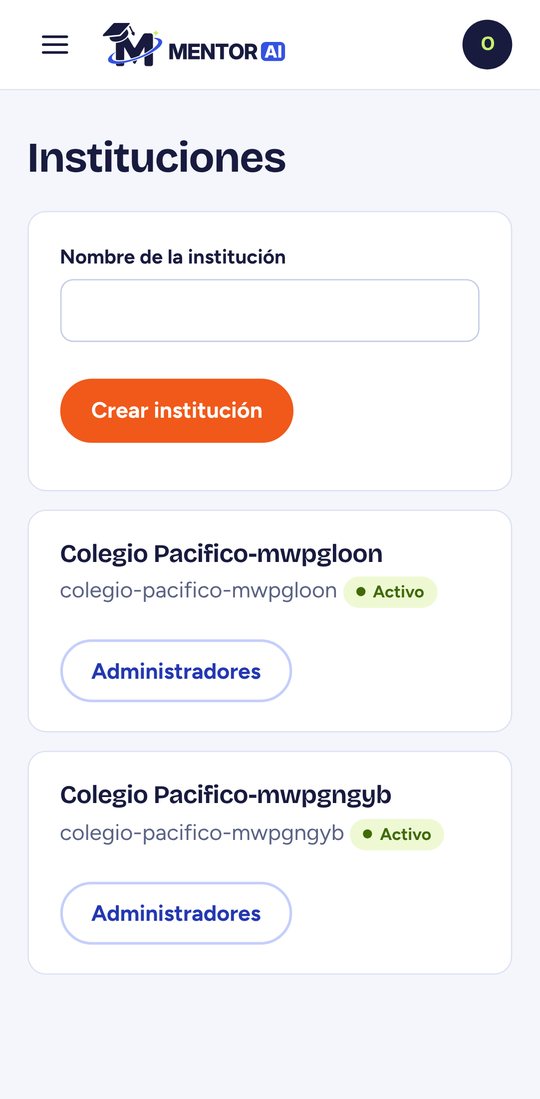 MENTOR AI
O
Instituciones
Nombre de la institución
Crear institución
Colegio Pacifico-mwpgloon
colegio-pacifico-mwpgloon Activo
Administradores
Colegio Pacifico-mwpgngyb
colegio-pacifico-mwpgngyb Activo
Administradores